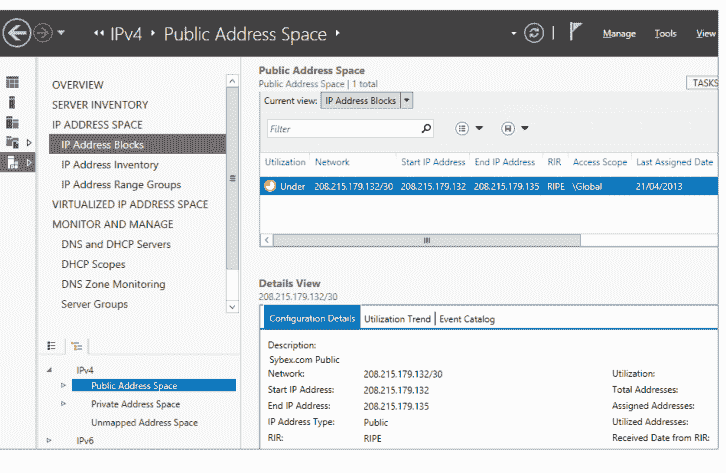 IPv4 Public Address Space
Manage Tools View
OVERVIEW
SERVER INVENTORY
IP ADDRESS SPACE
IP Address Blocks
IP Address Inventory
IP Address Range Groups
VIRTUALIZED IP ADDRESS SPACE
MONITOR AND MANAGE
DNS and DHCP Servers
DHCP Scopes
DNS Zone Monitoring
Server Groups
IPv4
Public Address Space
Private Address Space
Unmapped Address Space
IPv6
Public Address Space
Public Address Space | 1 total
TASKS
Current view: IP Address Blocks
Filter
Utilization Network Start IP Address End IP Address RIR Access Scope Last Assigned Date
Under 208.215.179.132/30 208.215.179.132 208.215.179.135 RIPE \Global 21/04/2013
Details View
208.215.179.132/30
Configuration Details Utilization Trend Event Catalog
Description:
Sybex.com Public
Network: 208.215.179.132/30 Utilization:
Start IP Address: 208.215.179.132 Total Addresses:
End IP Address: 208.215.179.135 Assigned Addresses:
IP Address Type: Public Utilized Addresses:
RIR: RIPE Received Date from RIR: